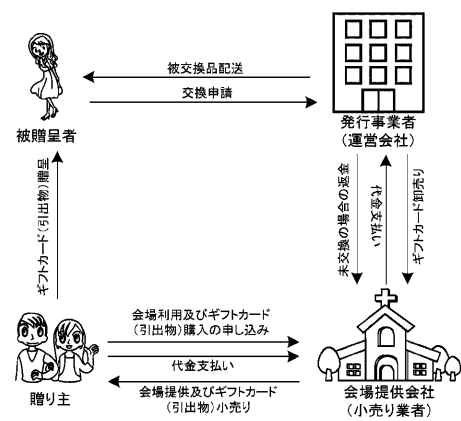 被交換品配送
交換申請
被贈呈者
発行事業者
(運営会社)
ギフトカード(引出物)贈呈
未交換の場合の返金
代金支払い
ギフトカード卸売り
会場利用及びギフトカード
(引出物)購入の申し込み
代金支払い
会場提供及びギフトカード
(引出物)小売り
贈り主
会場提供会社
(小売り業者)